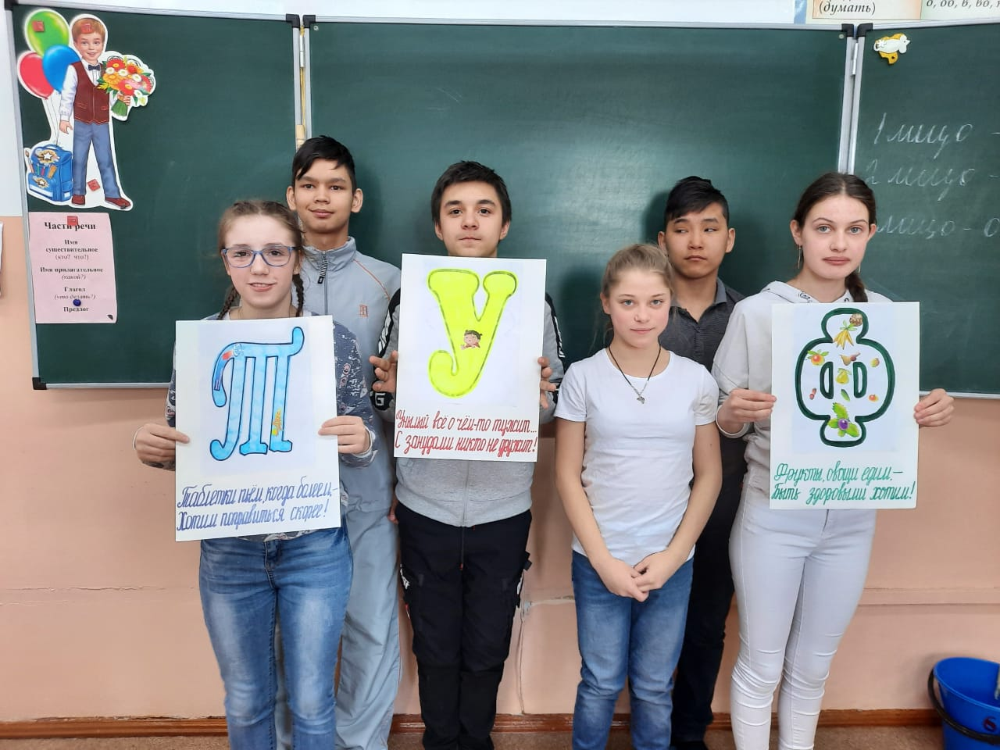 (думать)
Части речи
Имя
существительное
(кто? что?)
Имя прилагательное
(какой?)
Глагол
(что делать?)
Предлог
1 лицо -
2 лицо -
лицо - о
Т
Таблетки пьём, когда болеем, -
Хотим поправиться скорее!
У
Унылый всё о чём-то тужит...
С занудами никто не дружит!
Ф
Фрукты, овощи едим, -
Быть здоровыми хотим!